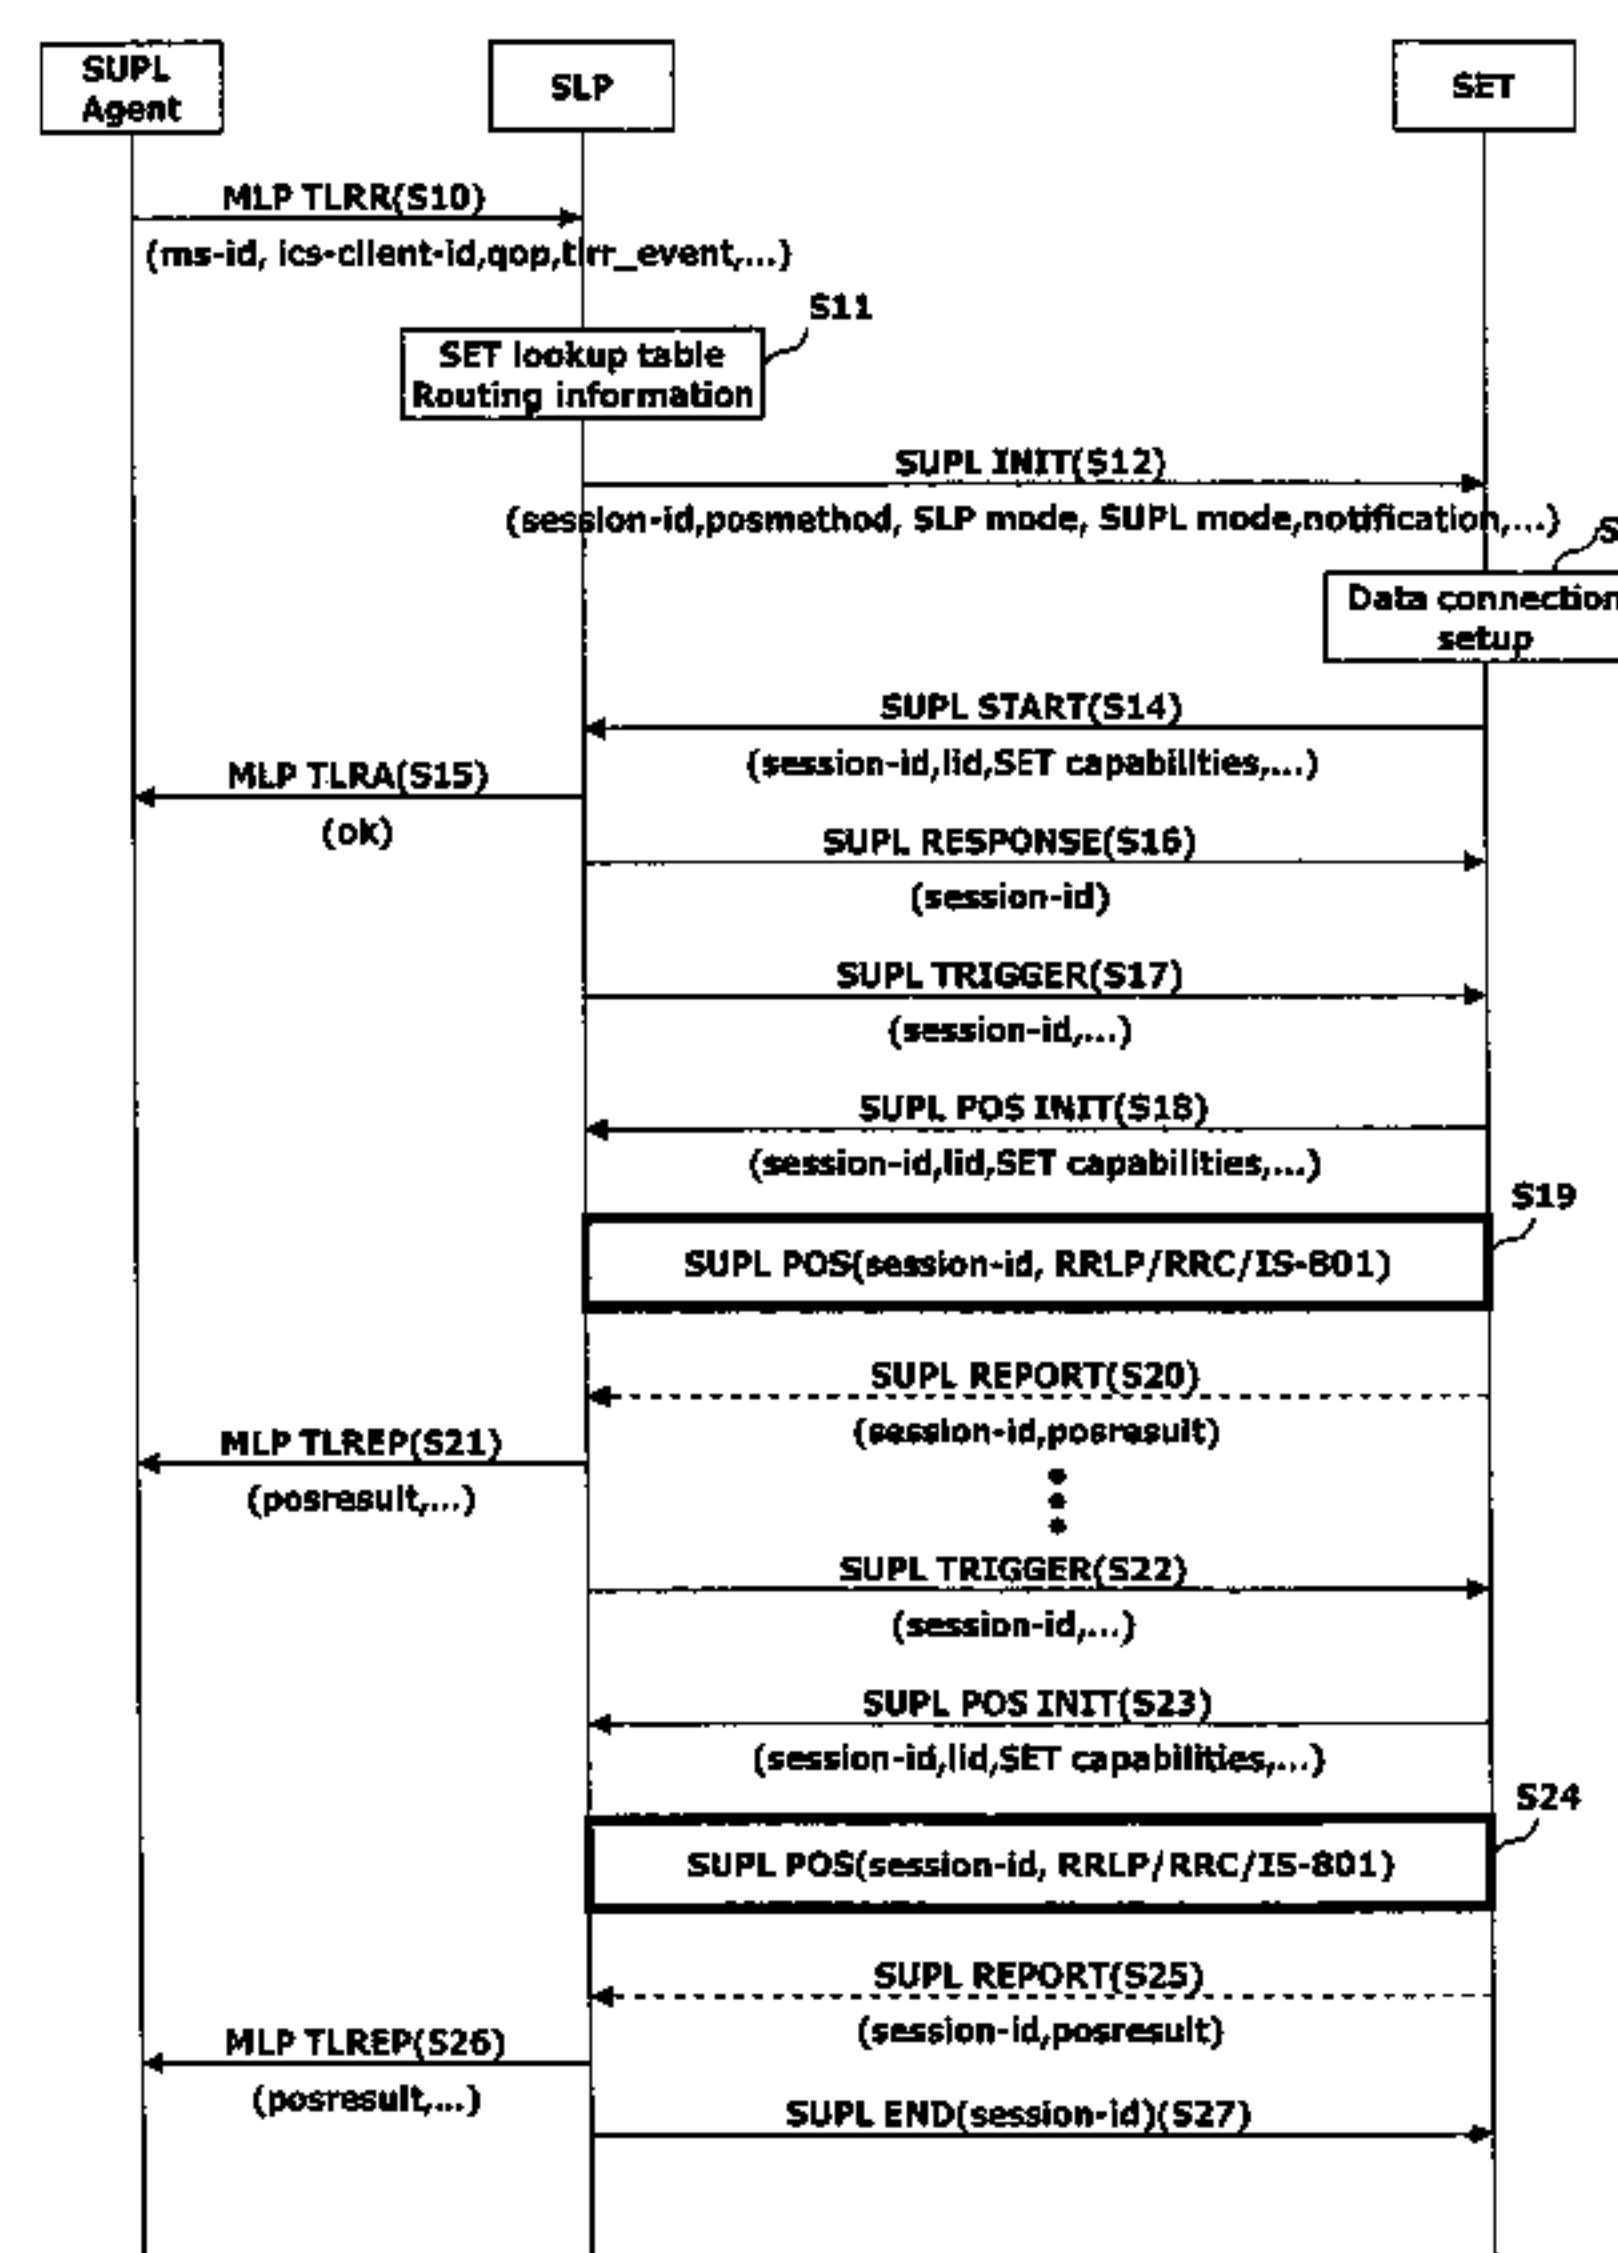 SUPL
Agent
SLP
SET
MLP TLRR(S10)
(ms-id, ics-client-id,qop,tlrr_event,...)
S11
SET lookup table
Routing information
SUPL INIT(S12)
(session-id,posmethod, SLP mode, SUPL mode,notification,...)
Data connection
setup
SUPL START(S14)
(session-id,lid,SET capabilities,...)
MLP TLRA(S15)
(ok)
SUPL RESPONSE(S16)
(session-id)
SUPL TRIGGER(S17)
(session-id,...)
SUPL POS INIT(S18)
(session-id,lid,SET capabilities,...)
S19
SUPL POS(session-id, RRLP/RRC/IS-801)
SUPL REPORT(S20)
(session-id,posresult)
MLP TLREP(S21)
(posresult,...)
SUPL TRIGGER(S22)
(session-id,...)
SUPL POS INIT(S23)
(session-id,lid,SET capabilities,...)
S24
SUPL POS(session-id, RRLP/RRC/IS-801)
SUPL REPORT(S25)
(session-id,posresult)
MLP TLREP(S26)
(posresult,...)
SUPL END(session-id)(S27)